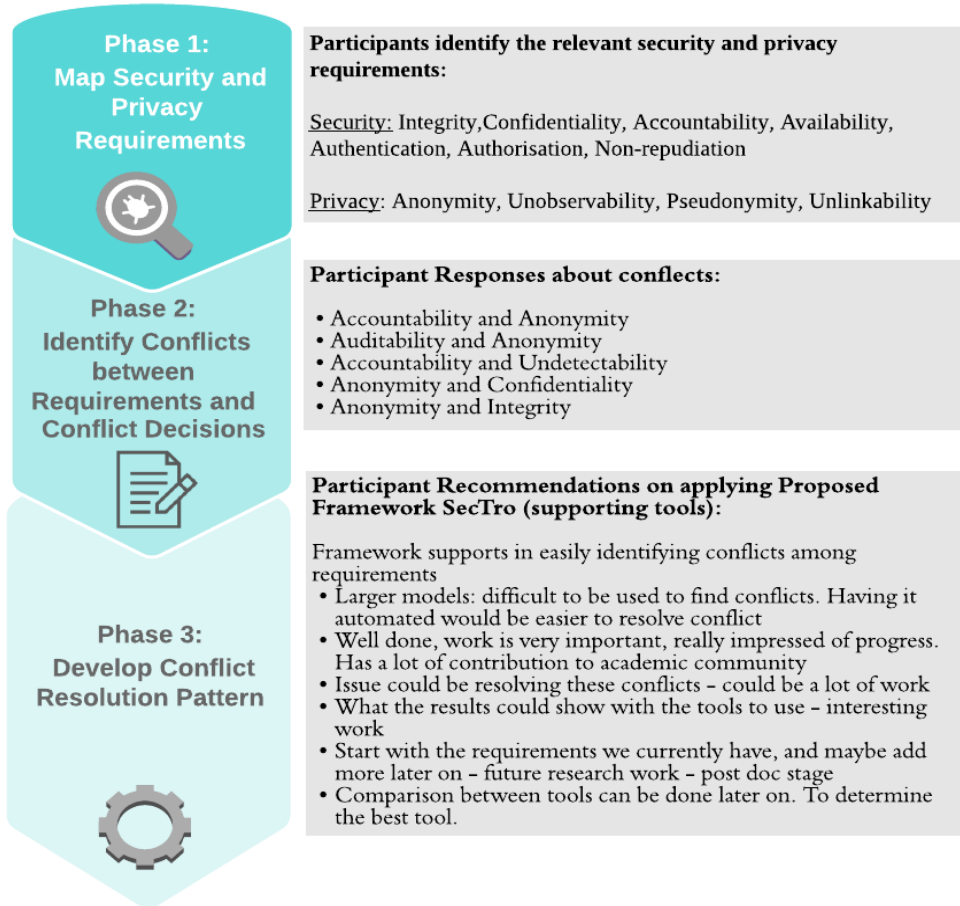 Phase 1:
Map Security and
Privacy
Requirements
Participants identify the relevant security and privacy
requirements:
Security: Integrity,Confidentiality, Accountability, Availability,
Authentication, Authorisation, Non-repudiation
Privacy: Anonymity, Unobservability, Pseudonymity, Unlinkability
Phase 2:
Identify Conflicts
between
Requirements and
Conflict Decisions
Participant Responses about conflects:
• Accountability and Anonymity
• Auditability and Anonymity
• Accountability and Undetectability
• Anonymity and Confidentiality
• Anonymity and Integrity
Phase 3:
Develop Conflict
Resolution Pattern
Participant Recommendations on applying Proposed
Framework SecTro (supporting tools):
Framework supports in easily identifying conflicts among
requirements
• Larger models: difficult to be used to find conflicts. Having it
automated would be easier to resolve conflict
• Well done, work is very important, really impressed of progress.
Has a lot of contribution to academic community
• Issue could be resolving these conflicts – could be a lot of work
• What the results could show with the tools to use – interesting
work
• Start with the requirements we currently have, and maybe add
more later on – future research work – post doc stage
• Comparison between tools can be done later on. To determine
the best tool.